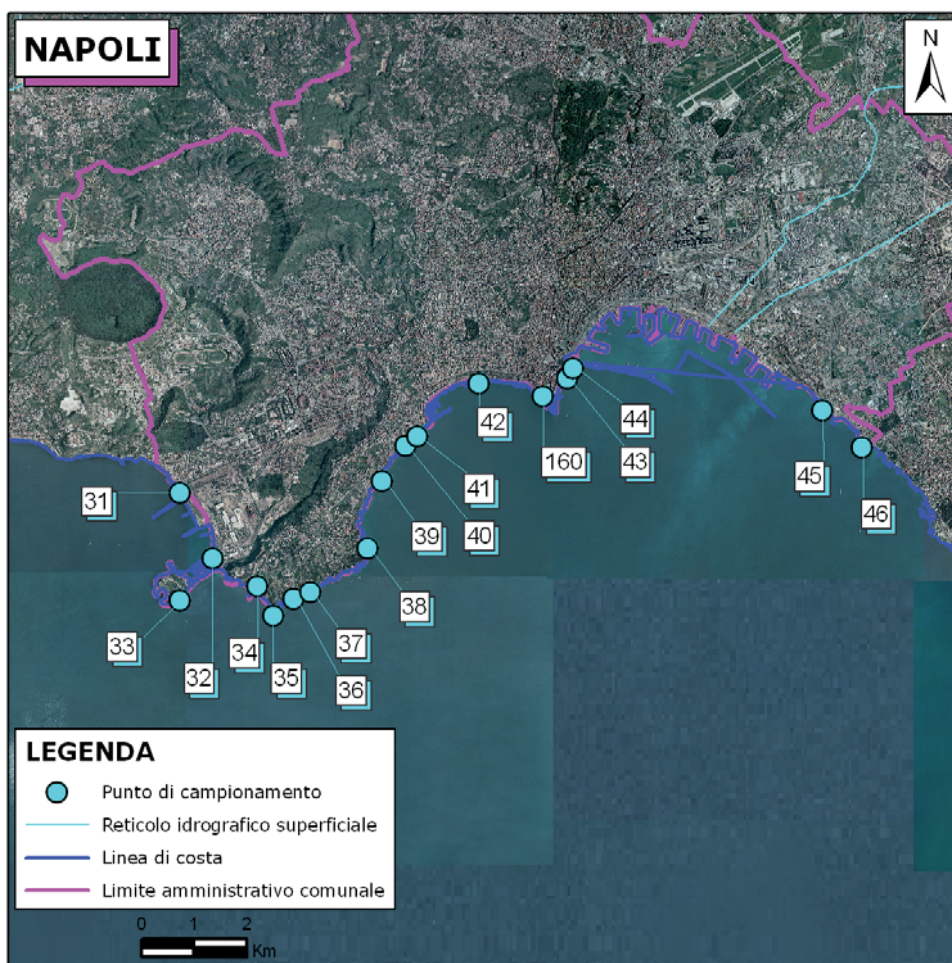 NAPOLI
N
31
42
44
160
43
41
45
39
40
46
38
33
34
37
32
35
36
LEGENDA
Punto di campionamento
Reticolo idrografico superficiale
Linea di costa
Limite amministrativo comunale
0 1 2
Km